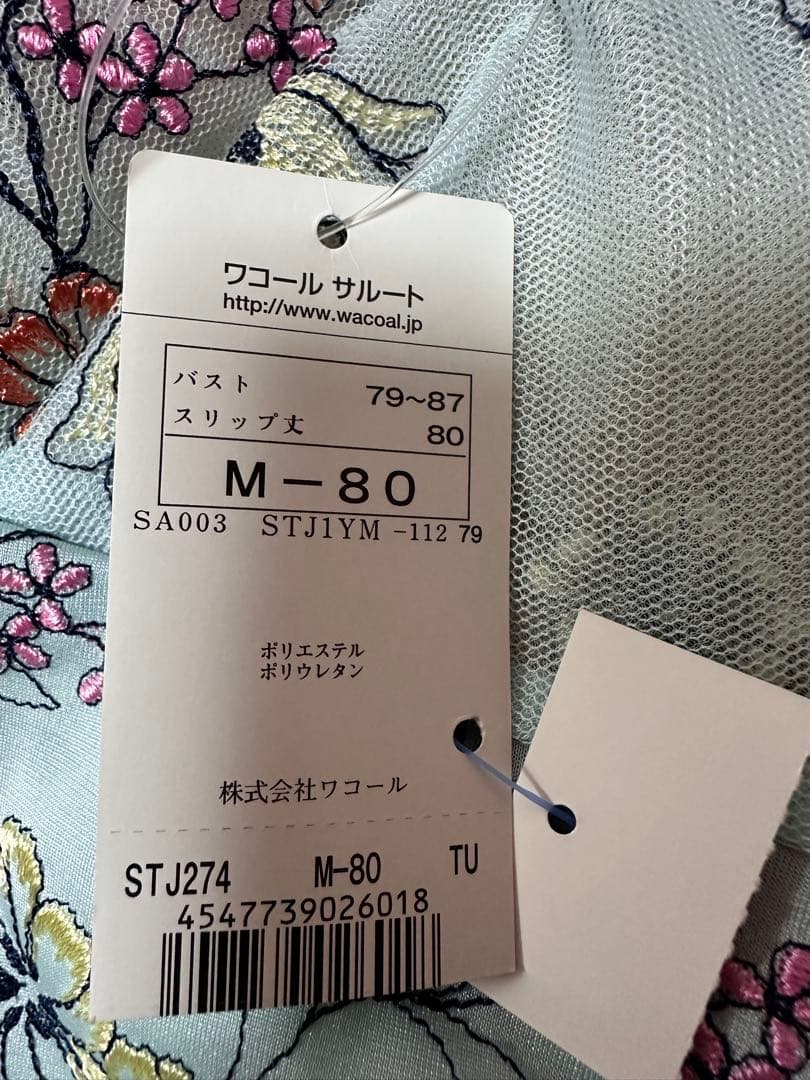 ワコール サルート
http://www.wacoal.jp
バスト 79～87
スリップ丈 80
M－80
SA003 STJ1YM -112 79
ポリエステル
ポリウレタン
株式会社ワコール
STJ274 M-80 TU
4547739026018